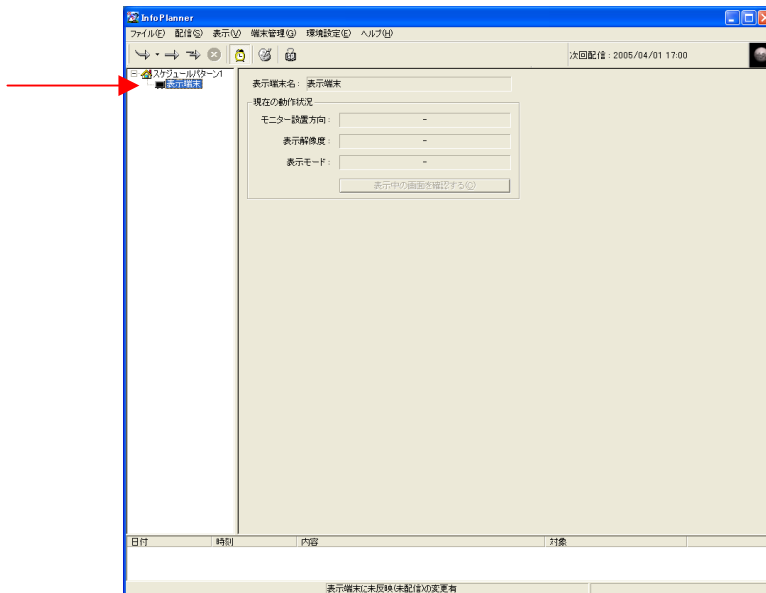 InfoPlanner
ファイル(F) 配信(S) 表示(V) 端末管理(G) 環境設定(E) ヘルプ(H)
次回配信 : 2005/04/01 17:00
スケジュールパターン1
表示端末
表示端末名: 表示端末
現在の動作状況
モニター設置方向: -
表示解像度: -
表示モード: -
表示中の画面を確認する(C)
日付 時刻 内容 対象
表示端末に未反映(未配信)の変更有